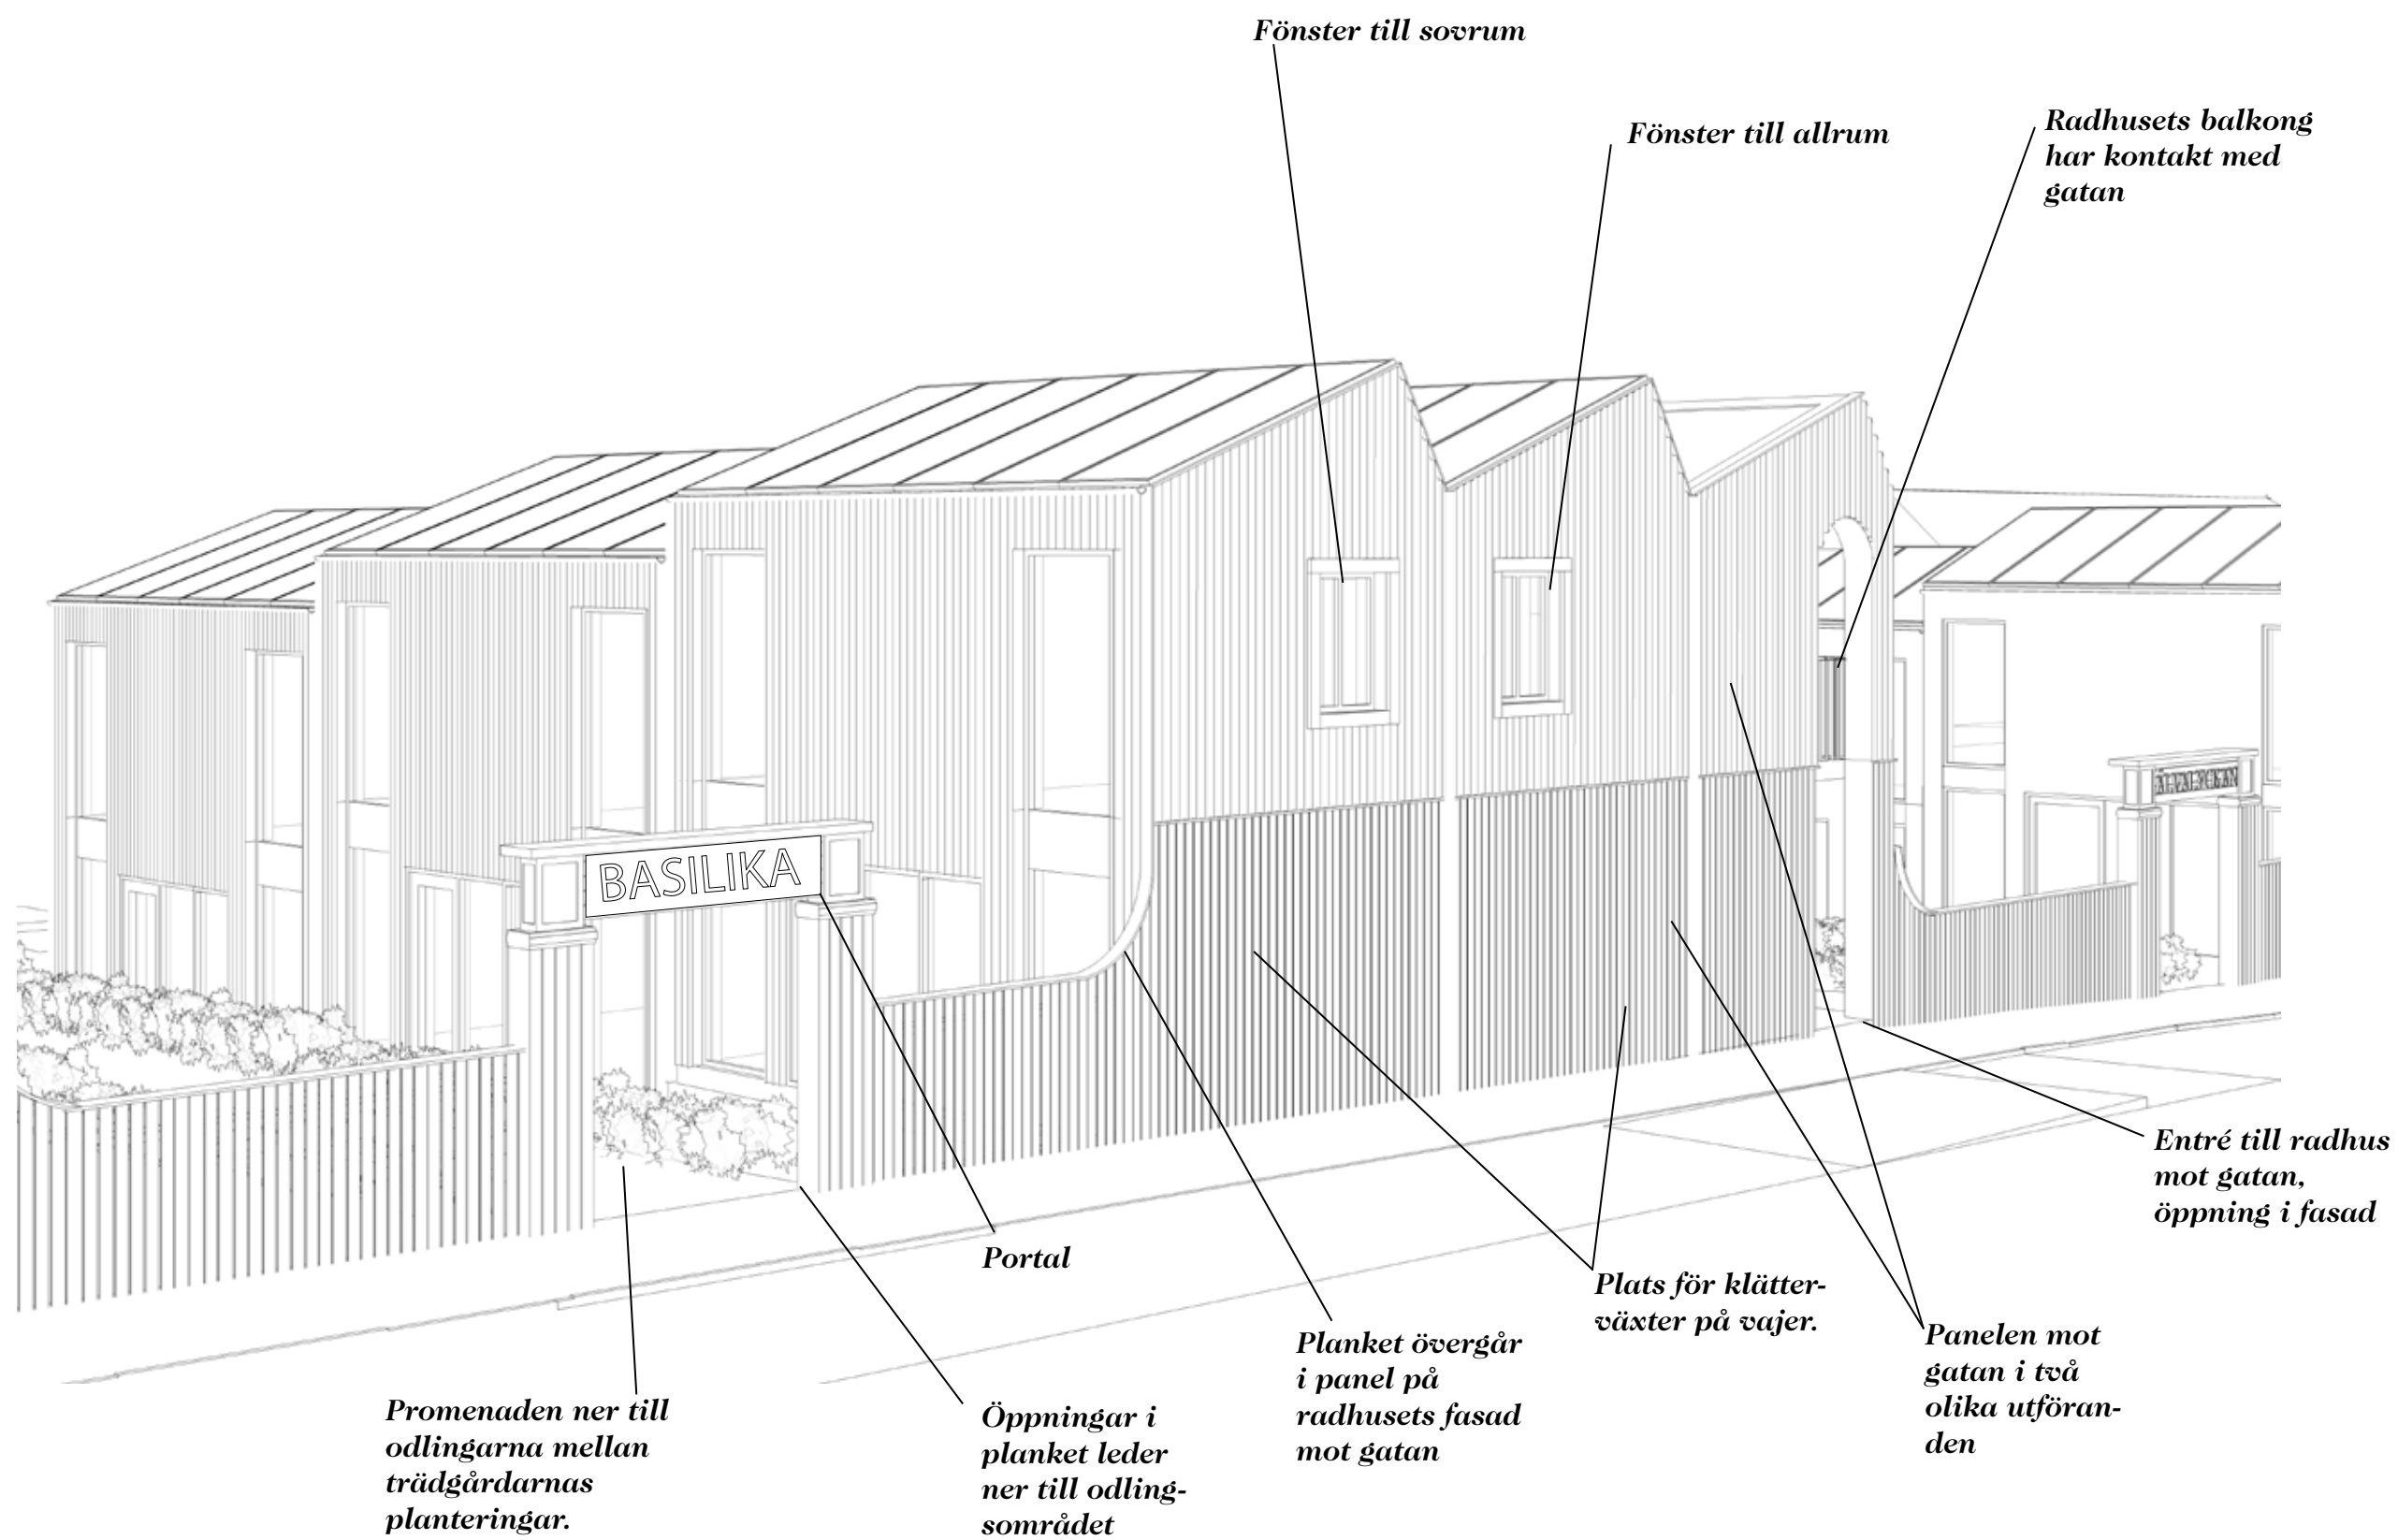 Fönster till sovrum
Fönster till allrum
Radhusets balkong
har kontakt med
gatan
BASILIKA
Portal
Entré till radhus
mot gatan,
öppning i fasad
Plats för klätter-
växter på vajer.
Planket övergår
i panel på
radhusets fasad
mot gatan
Panelen mot
gatan i två
olika utföran-
den
Promenaden ner till
odlingarna mellan
trädgårdarnas
planteringar.
Öppningar i
planket leder
ner till odling-
sområdet